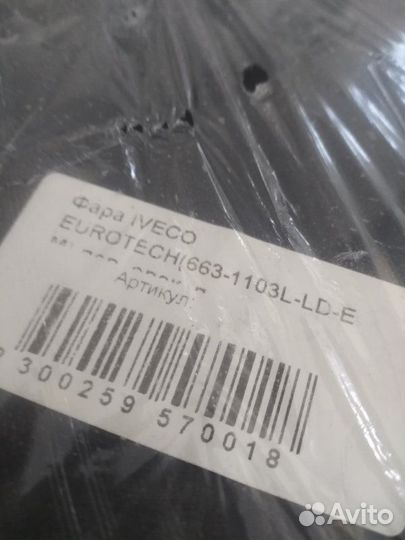 Фара IVECO
EUROTECH(663-1103L-LD-E
Артикул:
300259 570018
Avito